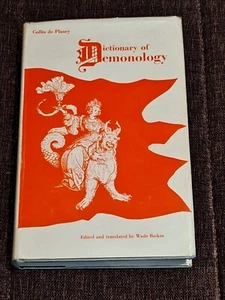 Collin de Plancy
Dictionary of
Demonology
Edited and translated by Wade Baskin